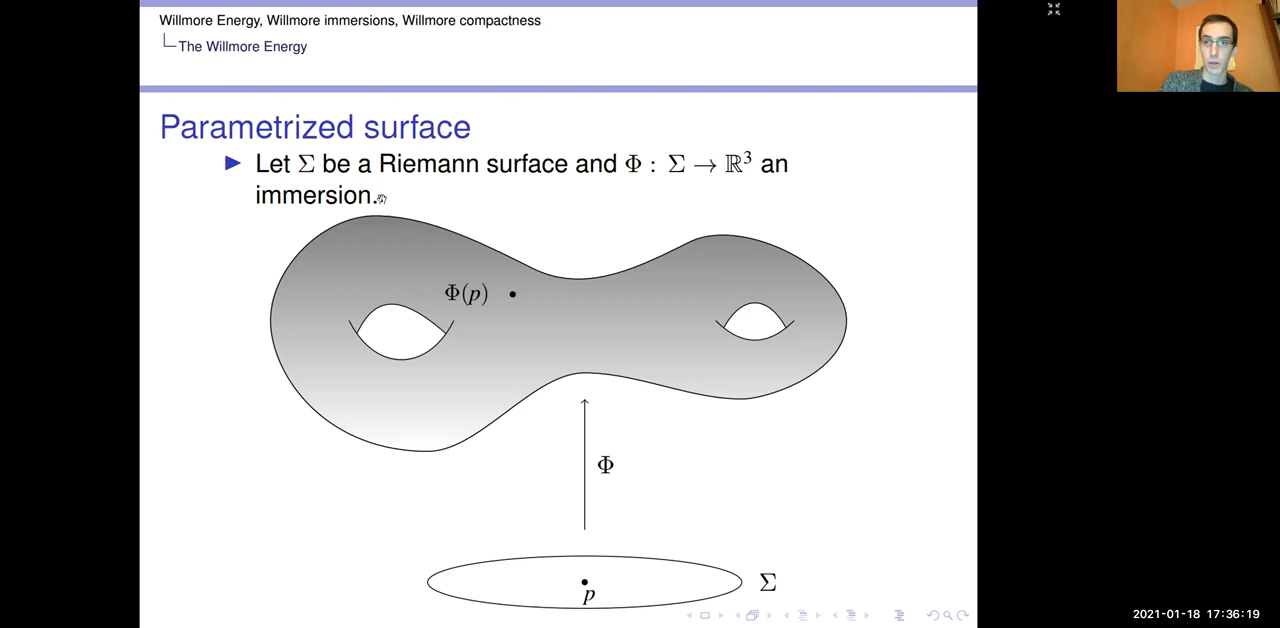 Willmore Energy, Willmore immersions, Willmore compactness
The Willmore Energy
Parametrized surface
Let Σ be a Riemann surface and Φ : Σ → ℝ³ an
immersion.
Φ(p)
Φ
Σ
p
2021-01-18 17:36:19